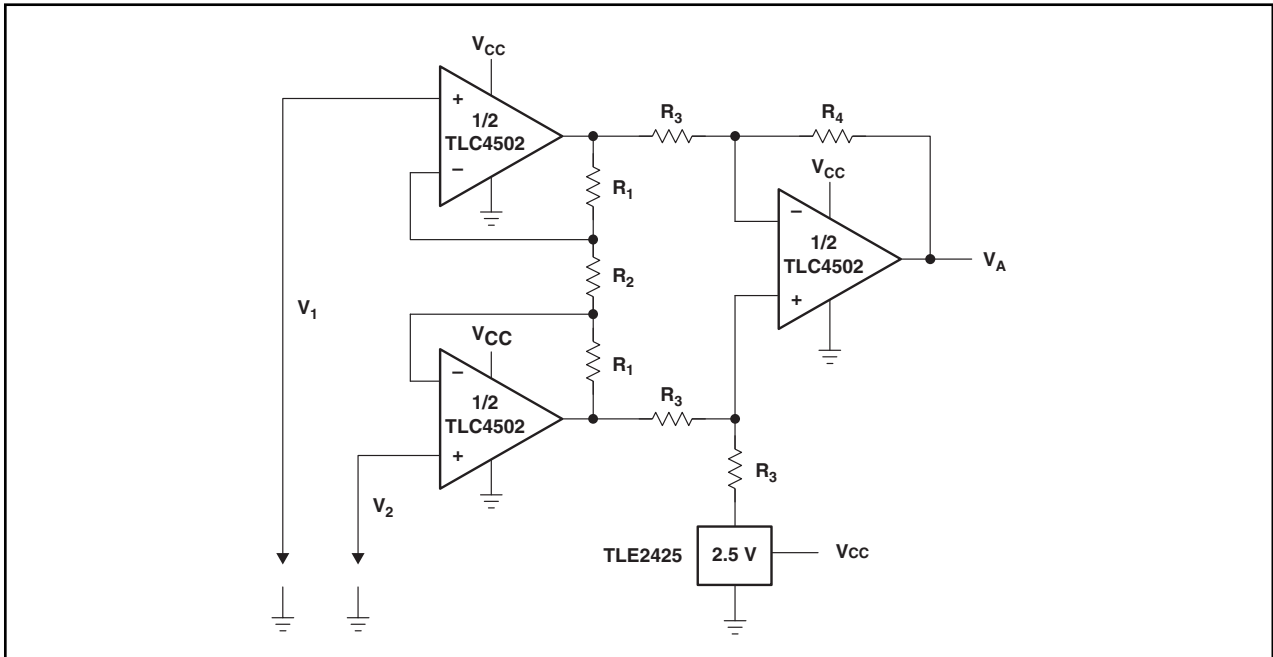 VCC
+
1/2
TLC4502
−
R3
R4
R1
VCC
−
1/2
TLC4502
+
VA
R2
V1
VCC
−
1/2
TLC4502
+
R1
R3
V2
R3
TLE2425
2.5 V
VCC